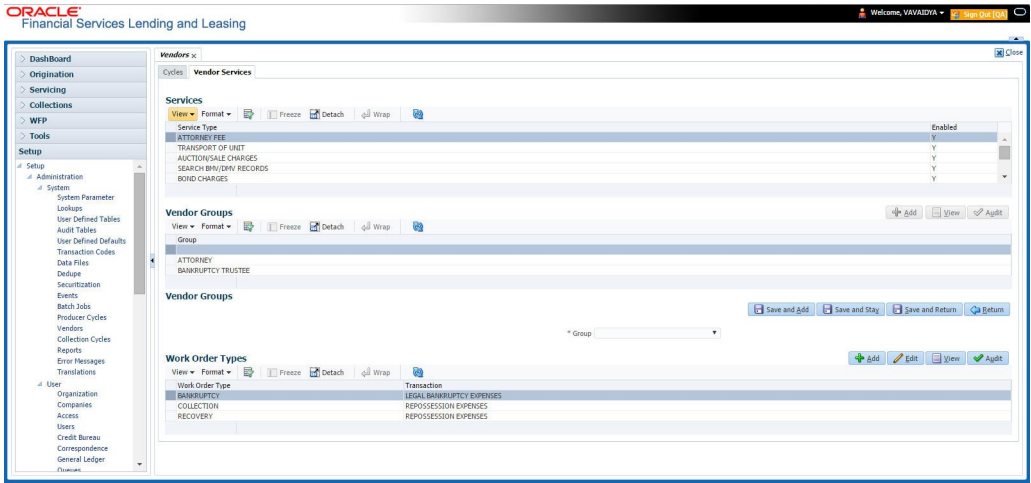 ORACLE
Financial Services Lending and Leasing
Welcome, VAVAIDYA
Sign Out [QA]
DashBoard
Origination
Servicing
Collections
WFP
Tools
Setup
Setup
Administration
System
System Parameter
Lookups
User Defined Tables
Audit Tables
User Defined Defaults
Transaction Codes
Data Files
Dedupe
Securitization
Events
Batch Jobs
Producer Cycles
Vendors
Collection Cycles
Reports
Error Messages
Translations
User
Organization
Companies
Access
Users
Credit Bureau
Correspondence
General Ledger
Queues
Vendors x
Close
Cycles Vendor Services
Services
View Format Freeze Detach Wrap
Service Type Enabled
ATTORNEY FEE Y
TRANSPORT OF UNIT Y
AUCTION/SALE CHARGES Y
SEARCH BMV/DMV RECORDS Y
BOND CHARGES Y
Vendor Groups
Add View Audit
View Format Freeze Detach Wrap
Group
ATTORNEY
BANKRUPTCY TRUSTEE
Vendor Groups
Save and Add Save and Stay Save and Return Return
* Group
Work Order Types
Add Edit View Audit
View Format Freeze Detach Wrap
Work Order Type Transaction
BANKRUPTCY LEGAL BANKRUPTCY EXPENSES
COLLECTION REPOSSESSION EXPENSES
RECOVERY REPOSSESSION EXPENSES